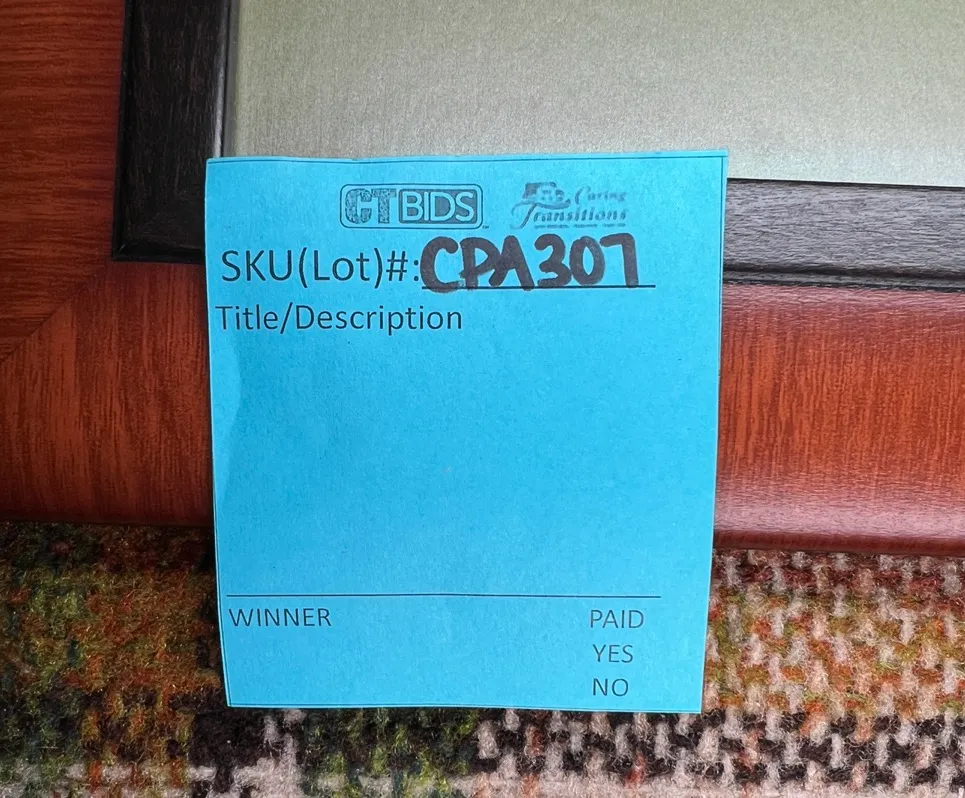 CTBIDS Caring Transitions
SKU(Lot)#: CPA307
Title/Description
WINNER PAID
YES
NO